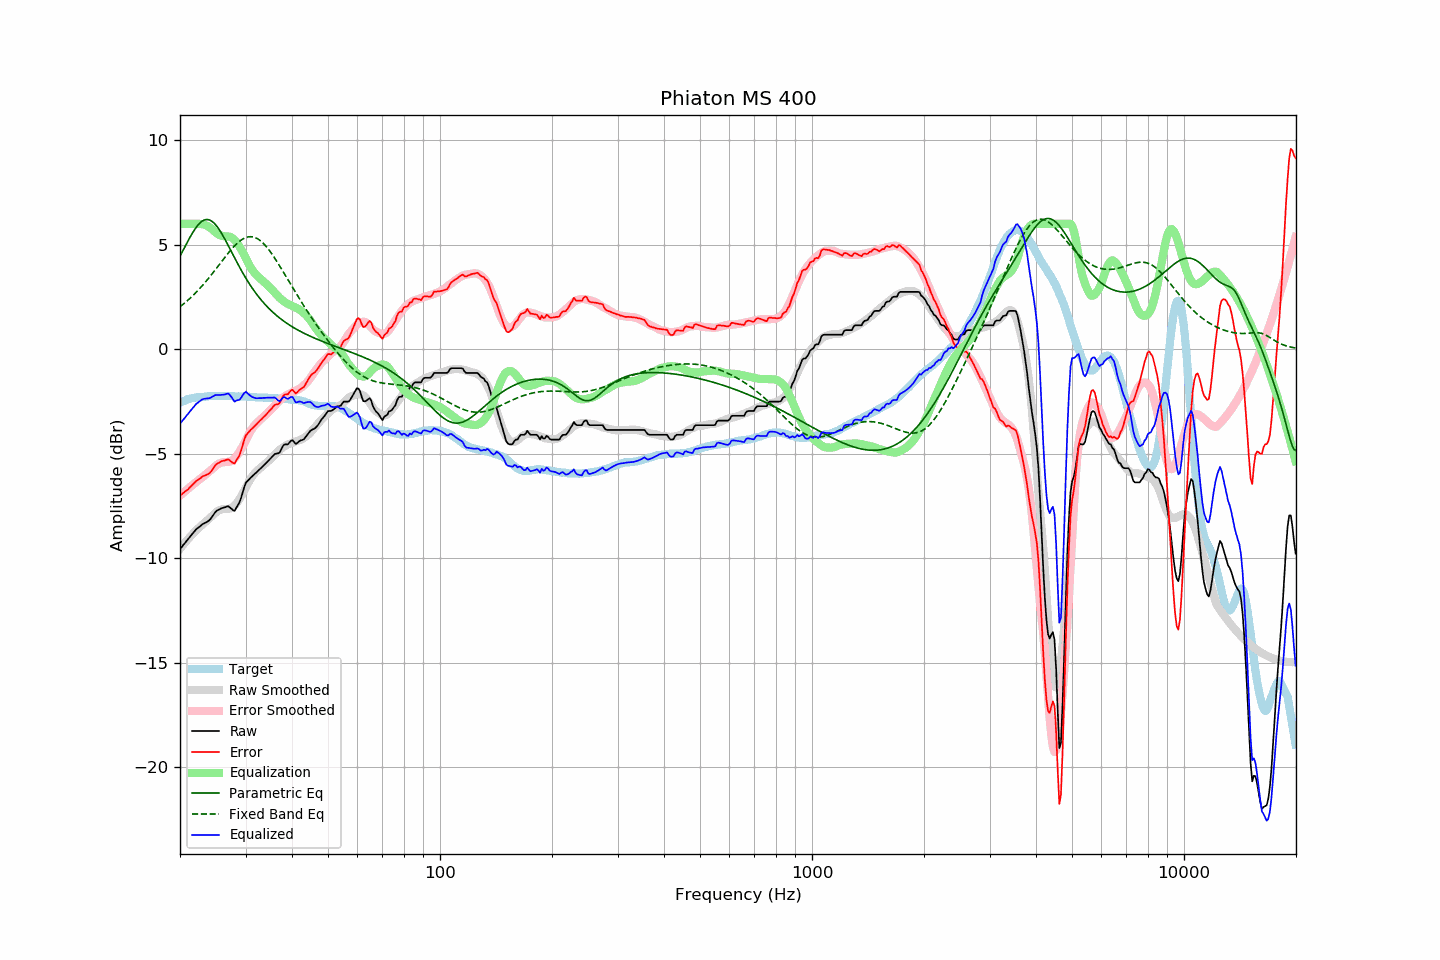 Phiaton MS 400
10
5
0
−5
−10
−15
−20
Amplitude (dBr)
Target
Raw Smoothed
Error Smoothed
Raw
Error
Equalization
Parametric Eq
Fixed Band Eq
Equalized
100
1000
10000
Frequency (Hz)